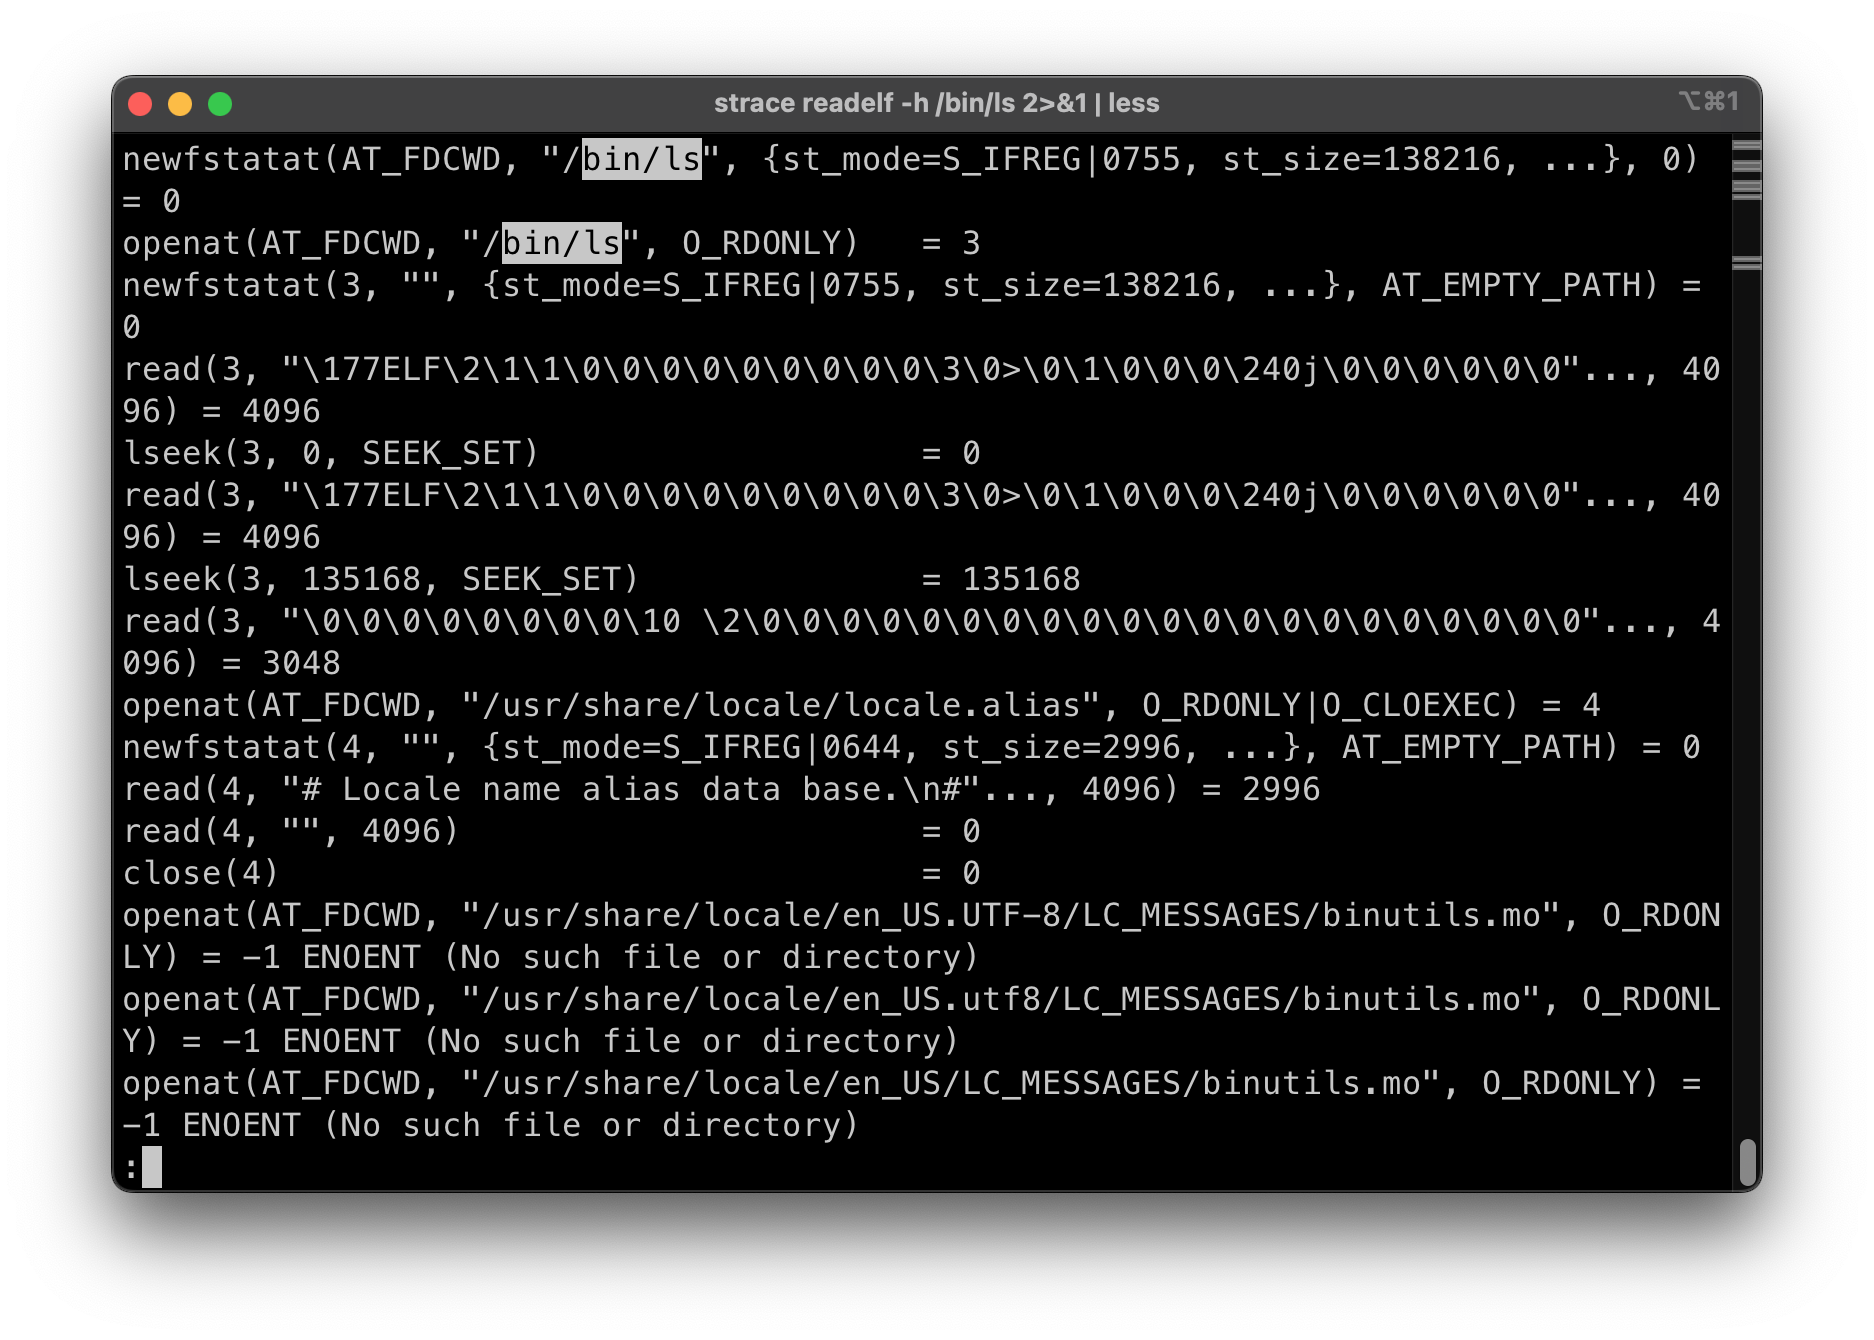 strace readelf -h /bin/ls 2>&1 | less
⌥⌘1
newfstatat(AT_FDCWD, "/bin/ls", {st_mode=S_IFREG|0755, st_size=138216, ...}, 0)
= 0
openat(AT_FDCWD, "/bin/ls", O_RDONLY)   = 3
newfstatat(3, "", {st_mode=S_IFREG|0755, st_size=138216, ...}, AT_EMPTY_PATH) =
0
read(3, "\177ELF\2\1\1\0\0\0\0\0\0\0\0\0\3\0>\0\1\0\0\0\240j\0\0\0\0\0\0"..., 40
96) = 4096
lseek(3, 0, SEEK_SET)                   = 0
read(3, "\177ELF\2\1\1\0\0\0\0\0\0\0\0\0\3\0>\0\1\0\0\0\240j\0\0\0\0\0\0"..., 40
96) = 4096
lseek(3, 135168, SEEK_SET)              = 135168
read(3, "\0\0\0\0\0\0\0\0\10 \2\0\0\0\0\0\0\0\0\0\0\0\0\0\0\0\0\0\0\0\0\0"..., 4
096) = 3048
openat(AT_FDCWD, "/usr/share/locale/locale.alias", O_RDONLY|O_CLOEXEC) = 4
newfstatat(4, "", {st_mode=S_IFREG|0644, st_size=2996, ...}, AT_EMPTY_PATH) = 0
read(4, "# Locale name alias data base.\n#"..., 4096) = 2996
read(4, "", 4096)                       = 0
close(4)                                = 0
openat(AT_FDCWD, "/usr/share/locale/en_US.UTF-8/LC_MESSAGES/binutils.mo", O_RDON
LY) = -1 ENOENT (No such file or directory)
openat(AT_FDCWD, "/usr/share/locale/en_US.utf8/LC_MESSAGES/binutils.mo", O_RDONL
Y) = -1 ENOENT (No such file or directory)
openat(AT_FDCWD, "/usr/share/locale/en_US/LC_MESSAGES/binutils.mo", O_RDONLY) =
-1 ENOENT (No such file or directory)
: